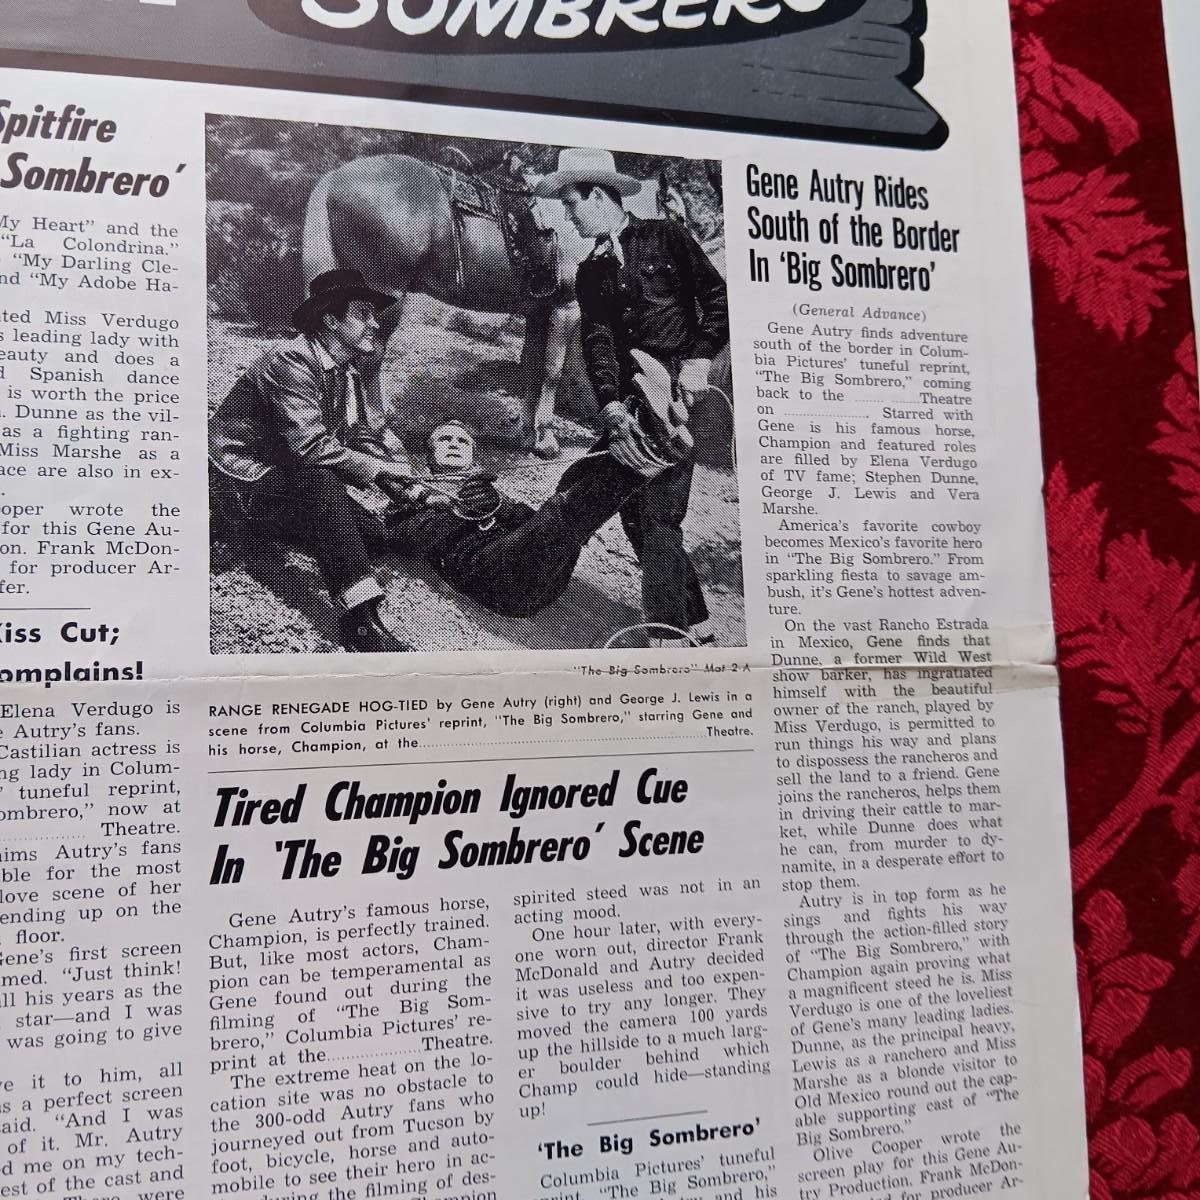 SOMBRERO
Spitfire
Sombrero’
My Heart” and the
“La Colondrina.”
“My Darling Cle-
nd “My Adobe Ha-
ted Miss Verdugo
s leading lady with
eauty and does a
d Spanish dance
is worth the price
. Dunne as the vil-
as a fighting ran-
Miss Marshe as a
ace are also in ex-
.
ooper wrote the
for this Gene Au-
on. Frank McDon-
for producer Ar-
fer.
Kiss Cut;
omplains!
Elena Verdugo is
e Autry’s fans.
Castilian actress is
ng lady in Colum-
’ tuneful reprint,
ombrero,” now at
............ Theatre.
ims Autry’s fans
ble for the most
love scene of her
ending up on the
floor.
Gene’s first screen
med. “Just think!
ll his years as the
star—and I was
was going to give
ve it to him, all
as a perfect screen
aid. “And I was
of it. Mr. Autry
d me on my tech-
est of the cast and
were
“The Big Sombrero” Mat 2-A
RANGE RENEGADE HOG-TIED by Gene Autry (right) and George J. Lewis in a
scene from Columbia Pictures’ reprint, “The Big Sombrero,” starring Gene and
his horse, Champion, at the........................................Theatre.
Tired Champion Ignored Cue
In ‘The Big Sombrero’ Scene
Gene Autry’s famous horse,
Champion, is perfectly trained.
But, like most actors, Cham-
pion can be temperamental as
Gene found out during the
filming of “The Big Som-
brero,” Columbia Pictures’ re-
print at the..................Theatre.
The extreme heat on the lo-
cation site was no obstacle to
the 300-odd Autry fans who
journeyed out from Tucson by
foot, bicycle, horse and auto-
mobile to see their hero in ac-
the filming of des-
spirited steed was not in an
acting mood.
One hour later, with every-
one worn out, director Frank
McDonald and Autry decided
it was useless and too expen-
sive to try any longer. They
moved the camera 100 yards
up the hillside to a much larg-
er boulder behind which
Champ could hide—standing
up!
‘The Big Sombrero’
Columbia Pictures’ tuneful
“The Big Sombrero,”
and his
Gene Autry Rides
South of the Border
In ‘Big Sombrero’
(General Advance)
Gene Autry finds adventure
south of the border in Colum-
bia Pictures’ tuneful reprint,
“The Big Sombrero,” coming
back to the ............Theatre
on ............... Starred with
Gene is his famous horse,
Champion and featured roles
are filled by Elena Verdugo
of TV fame; Stephen Dunne,
George J. Lewis and Vera
Marshe.
America’s favorite cowboy
becomes Mexico’s favorite hero
in “The Big Sombrero.” From
sparkling fiesta to savage am-
bush, it’s Gene’s hottest adven-
ture.
On the vast Rancho Estrada
in Mexico, Gene finds that
Dunne, a former Wild West
show barker, has ingratiated
himself with the beautiful
owner of the ranch, played by
Miss Verdugo, is permitted to
run things his way and plans
to dispossess the rancheros and
sell the land to a friend. Gene
joins the rancheros, helps them
in driving their cattle to mar-
ket, while Dunne does what
he can, from murder to dy-
namite, in a desperate effort to
stop them.
Autry is in top form as he
sings and fights his way
through the action-filled story
of “The Big Sombrero,” with
Champion again proving what
a magnificent steed he is. Miss
Verdugo is one of the loveliest
of Gene’s many leading ladies.
Dunne, as the principal heavy,
Lewis as a ranchero and Miss
Marshe as a blonde visitor to
Old Mexico round out the cap-
able supporting cast of “The
Big Sombrero.”
Olive Cooper wrote the
screen play for this Gene Au-
try Production. Frank McDon-
for producer Ar-